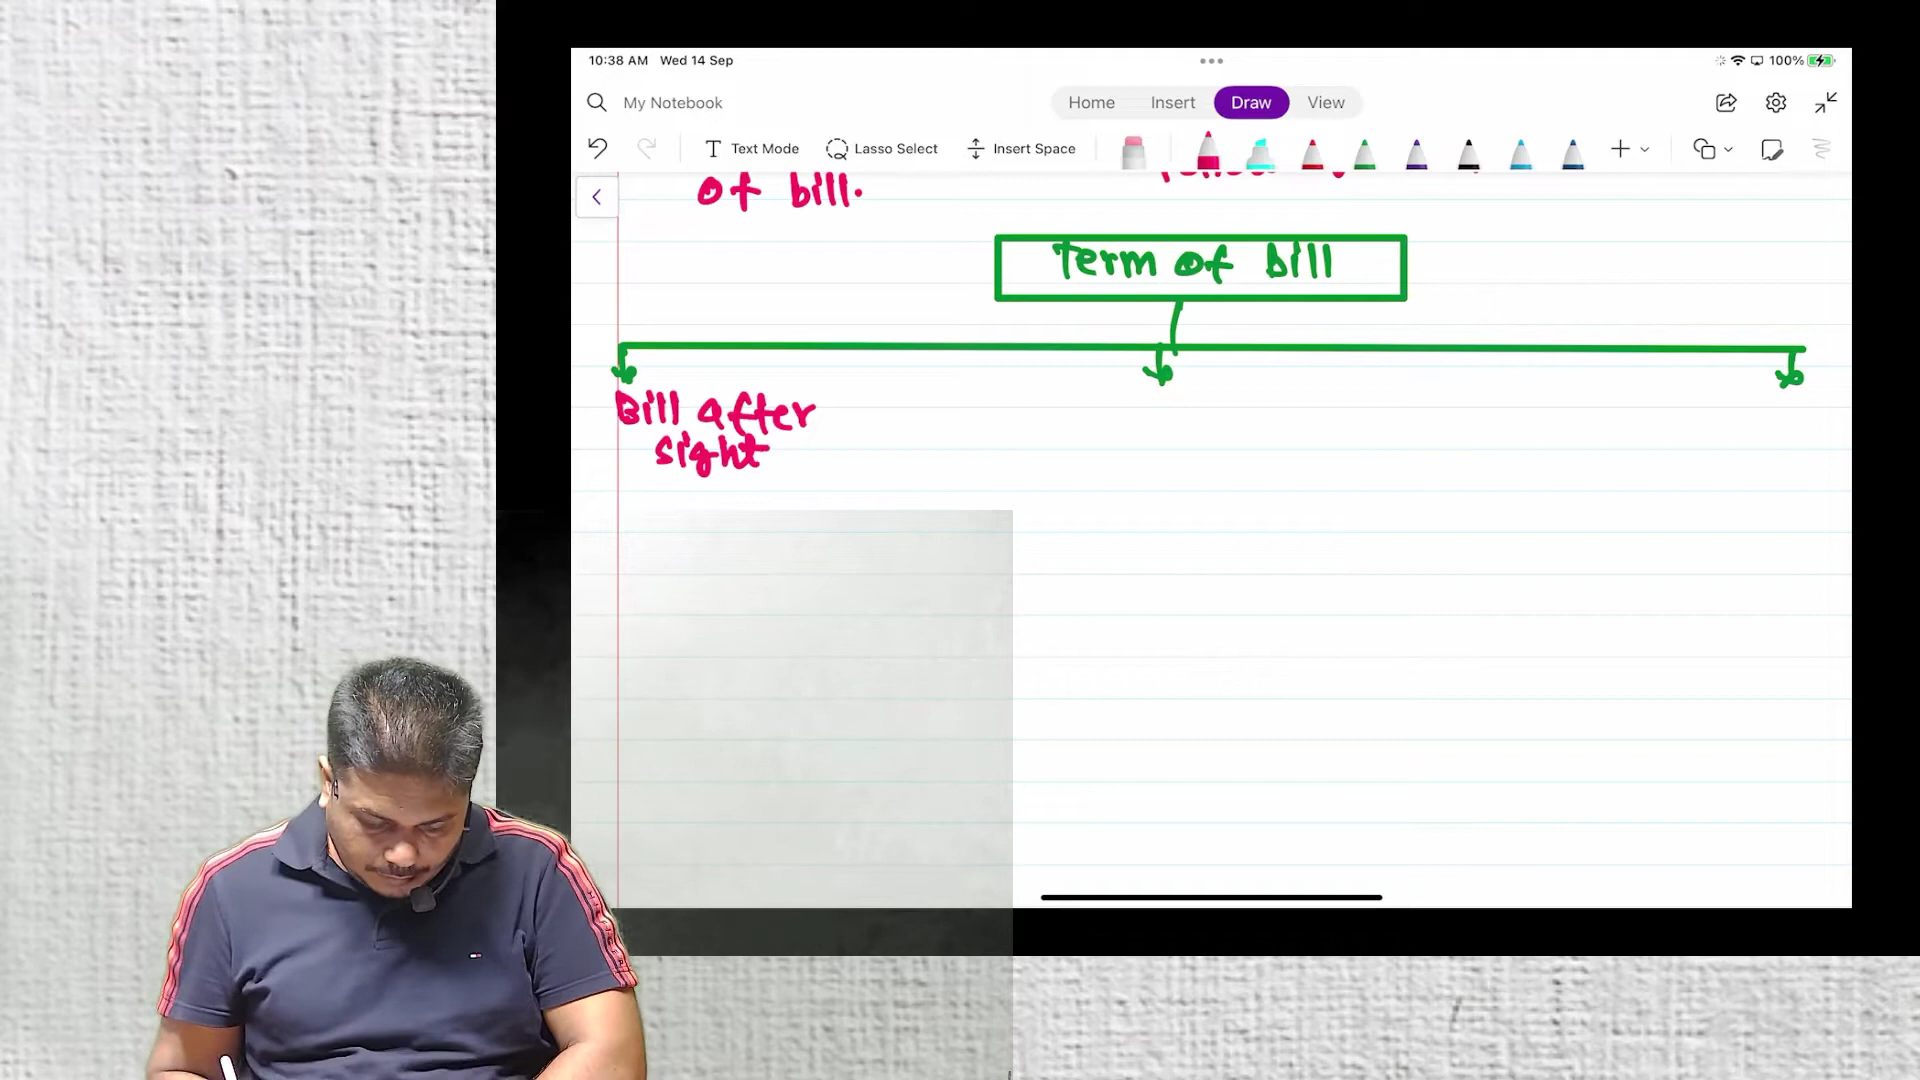 10:38 AM Wed 14 Sep
100%
My Notebook
Home Insert Draw View
Text Mode Lasso Select Insert Space
of bill.
Term of bill
Bill after
sight